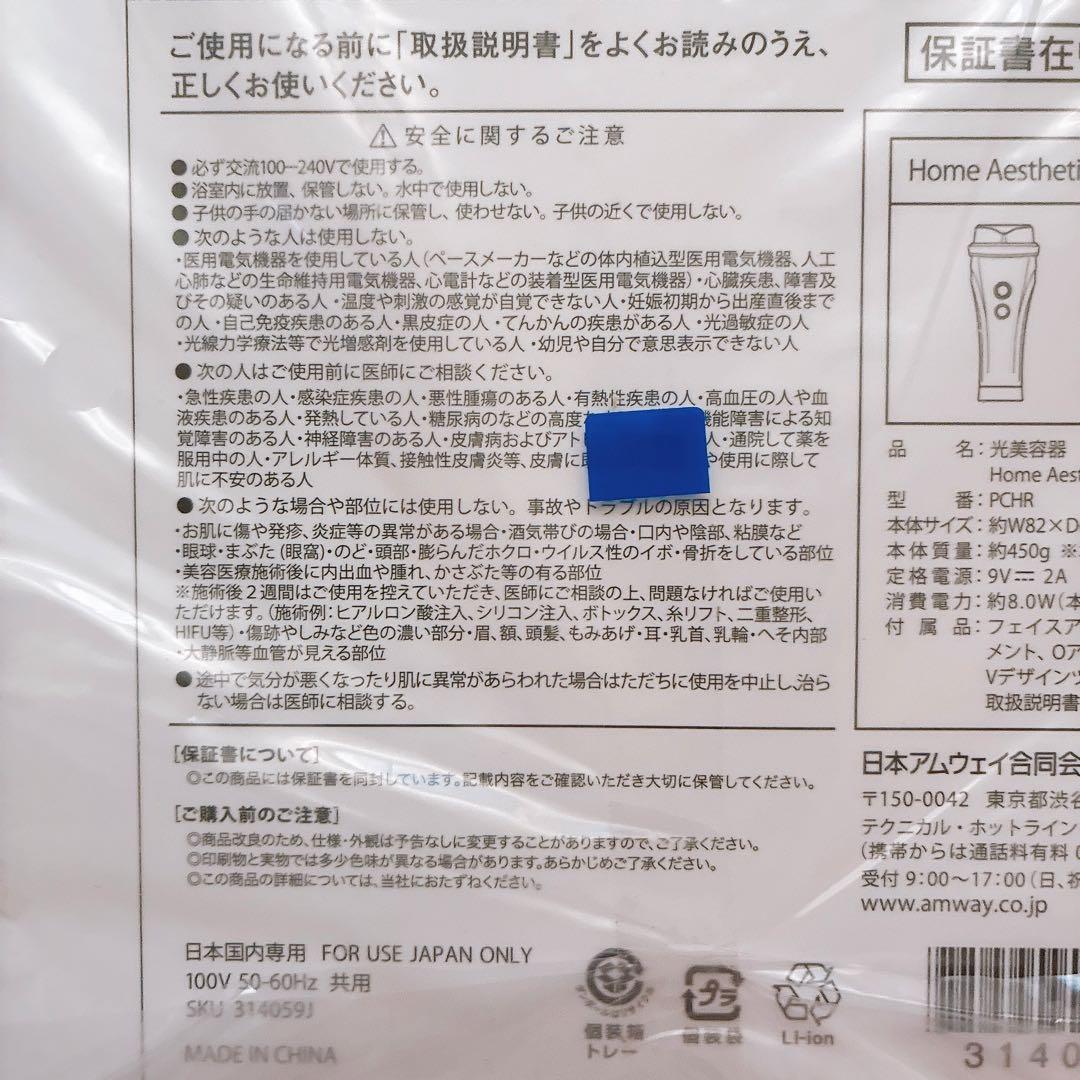 ご使用になる前に「取扱説明書」をよくお読みのうえ、
正しくお使いください。
安全に関するご注意
●必ず交流100―240Vで使用する。
●浴室内に放置、保管しない。水中で使用しない。
●子供の手の届かない場所に保管し、使わせない。子供の近くで使用しない。
●次のような人は使用しない。
・医用電気機器を使用している人(ペースメーカーなどの体内植込型医用電気機器、人工
心肺などの生命維持用電気機器、心電計などの装着型医用電気機器)・心臓疾患、障害及
びその疑いのある人・温度や刺激の感覚が自覚できない人・妊娠初期から出産直後まで
の人・自己免疫疾患のある人・黒皮症の人・てんかんの疾患がある人・光過敏症の人
・光線力学療法等で光増感剤を使用している人・幼児や自分で意思表示できない人
●次の人はご使用前に医師にご相談ください。
・急性疾患の人・感染症疾患の人・悪性腫瘍のある人・有熱性疾患の人・高血圧の人や血
液疾患のある人・発熱している人・糖尿病のなどの高度な 機能障害による知
覚障害のある人・神経障害のある人・皮膚病およびアト 人・通院して薬を
服用中の人・アレルギー体質、接触性皮膚炎等、皮膚に や使用に際して
肌に不安のある人
●次のような場合や部位には使用しない。事故やトラブルの原因となります。
・お肌に傷や発疹、炎症等の異常がある場合・酒気帯びの場合・口内や陰部、粘膜など
・眼球・まぶた(眼窩)・のど・頭部・膨らんだホクロ・ウイルス性のイボ・骨折をしている部位
・美容医療施術後に内出血や腫れ、かさぶた等の有る部位
※施術後2週間はご使用を控えていただき、医師にご相談の上、問題なければご使用い
ただけます。(施術例:ヒアルロン酸注入、シリコン注入、ボトックス、糸リフト、二重整形、
HIFU等)・傷跡やしみなど色の濃い部分・眉、額、頭髪、もみあげ・耳・乳首、乳輪・へそ内部
・大静脈等血管が見える部位
●途中で気分が悪くなったり肌に異常があらわれた場合はただちに使用を中止し、治ら
ない場合は医師に相談する。
[保証書について]
◎この商品には保証書を同封しています。記載内容をご確認いただき大切に保管してください。
[ご購入前のご注意]
◎商品改良のため、仕様・外観は予告なしに変更することがありますので、ご了承ください。
◎印刷物と実物では多少色味が異なる場合があります。あらかじめご了承ください。
◎この商品の詳細については、当社におたずねください。
日本国内専用 FOR USE JAPAN ONLY
100V 50-60Hz 共用
SKU 314059J
MADE IN CHINA
ダンボールはリサイクル
個装箱
トレー
プラ
個装袋
Li-ion
保証書在
Home Aestheti
品 名:光美容器
Home Aest
型 番:PCHR
本体サイズ:約W82×D
本体質量:約450g ※
定格電源:9V⎓ 2A
消費電力:約8.0W(本
付属品:フェイスア
メント、Oア
Vデザインツ
取扱説明書
日本アムウェイ合同会
〒150-0042 東京都渋谷
テクニカル・ホットライン
(携帯からは通話料有料 0
受付 9:00〜17:00(日、祝
www.amway.co.jp
3140